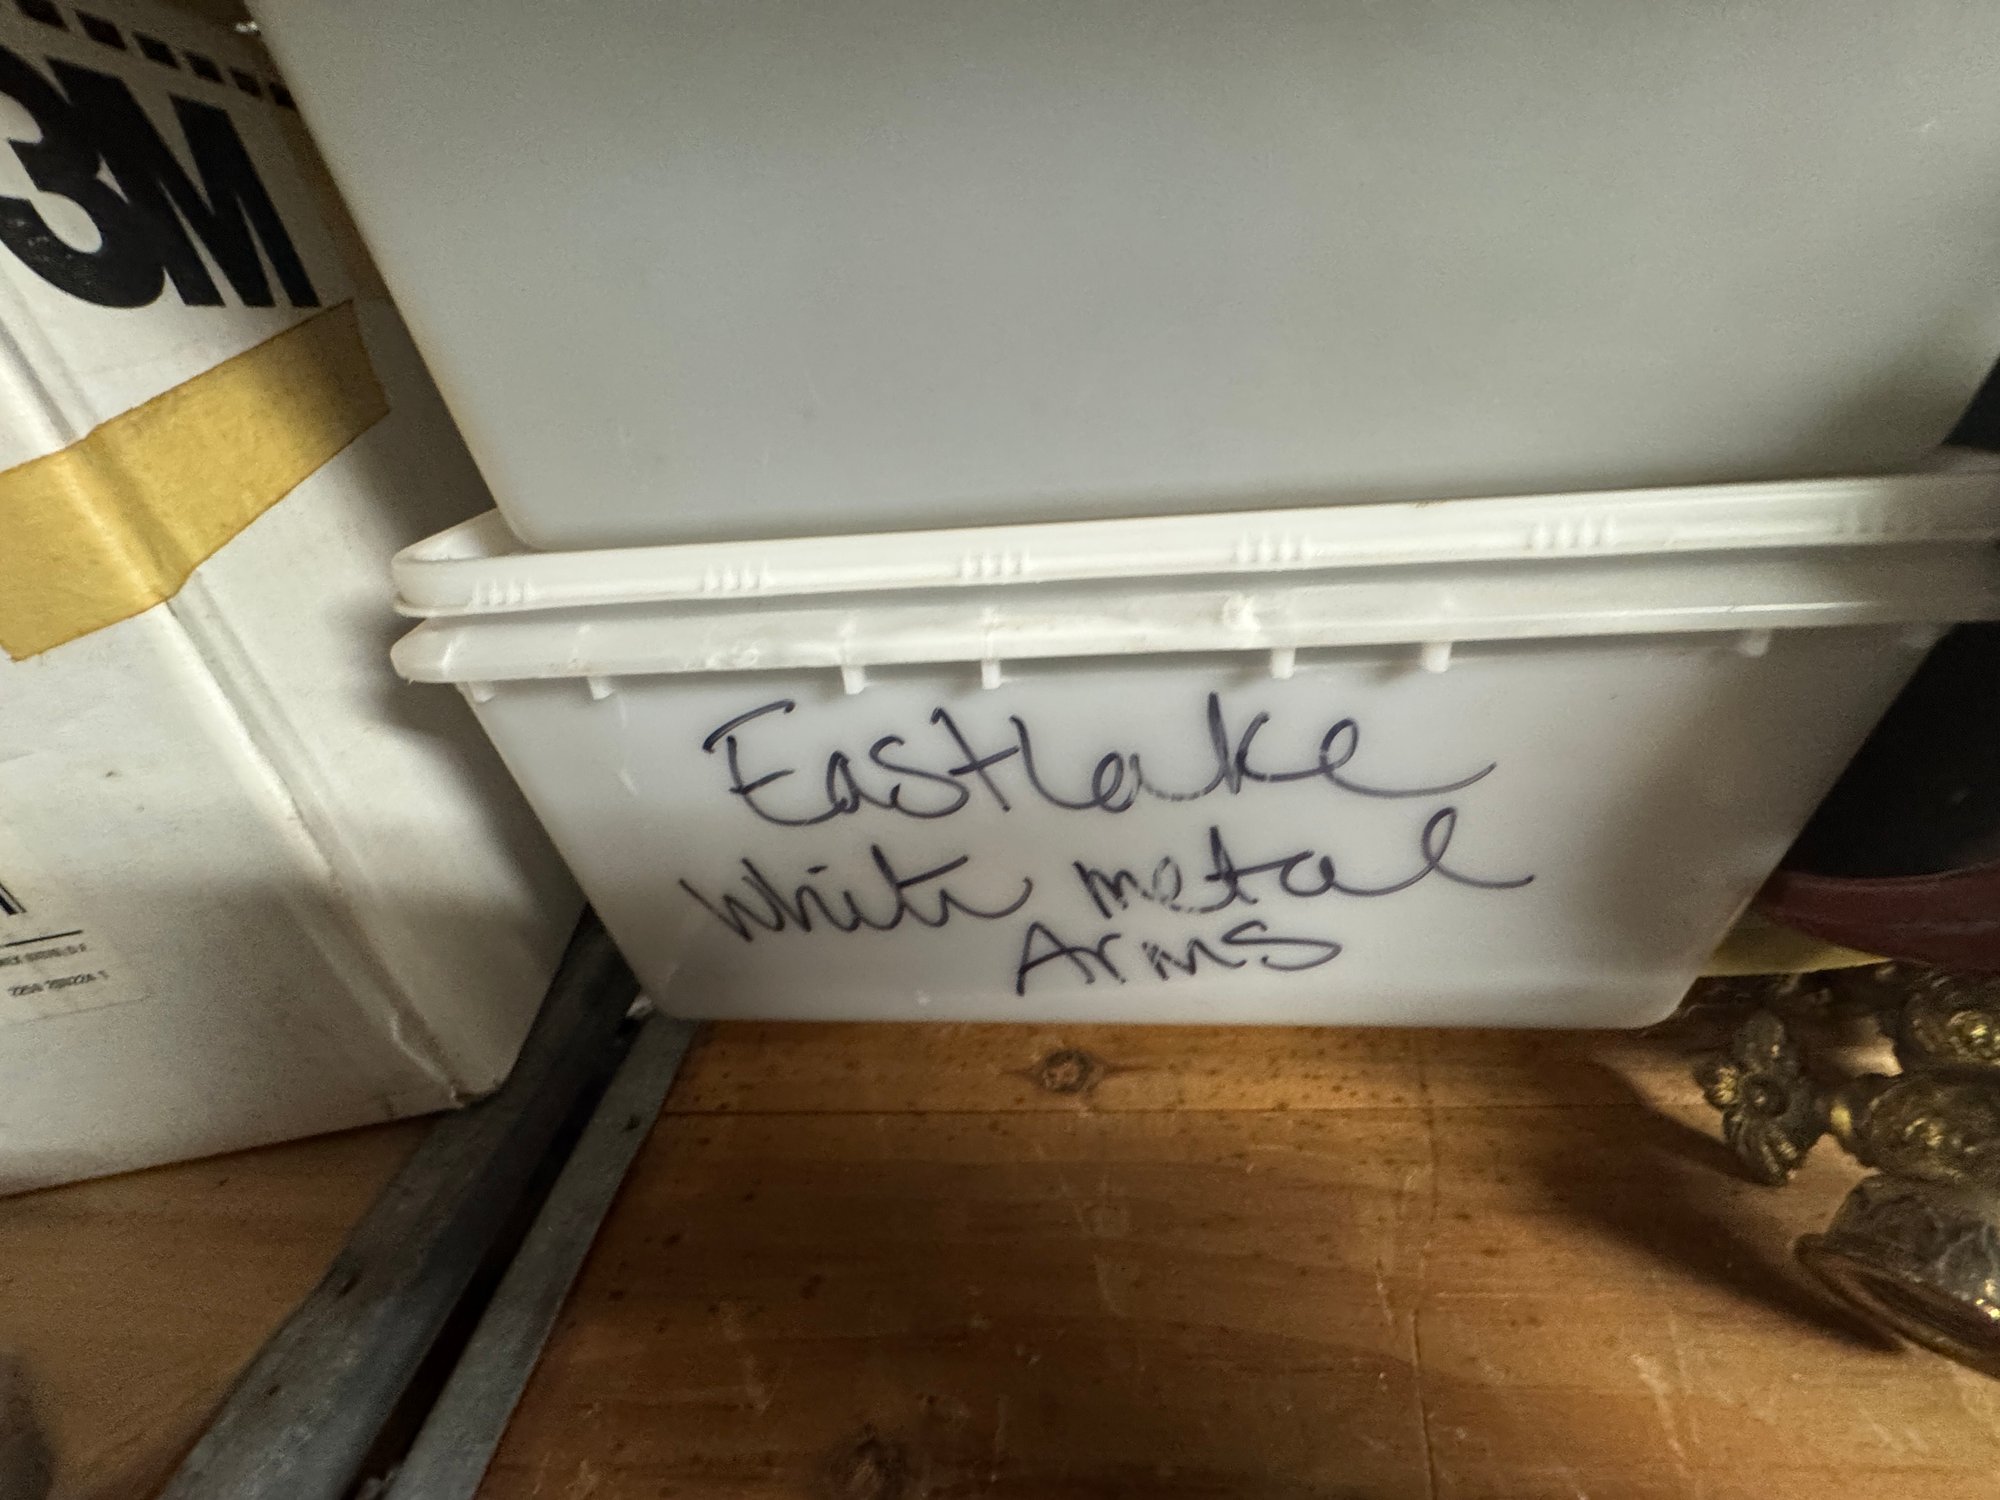 3M
Eastlake
White metal
Arms